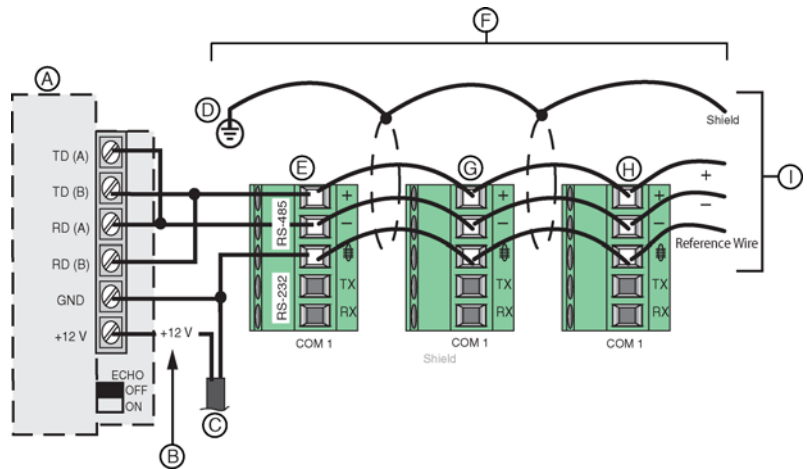 F
A
D
Shield
TD (A)
TD (B)
RD (A)
RD (B)
GND
+12 V
+12 V
ECHO
OFF
ON
B
C
E
RS-485
RS-232
+
−
TX
RX
COM 1
G
+
−
TX
RX
COM 1
Shield
H
+
−
TX
RX
COM 1
+
−
Reference Wire
I